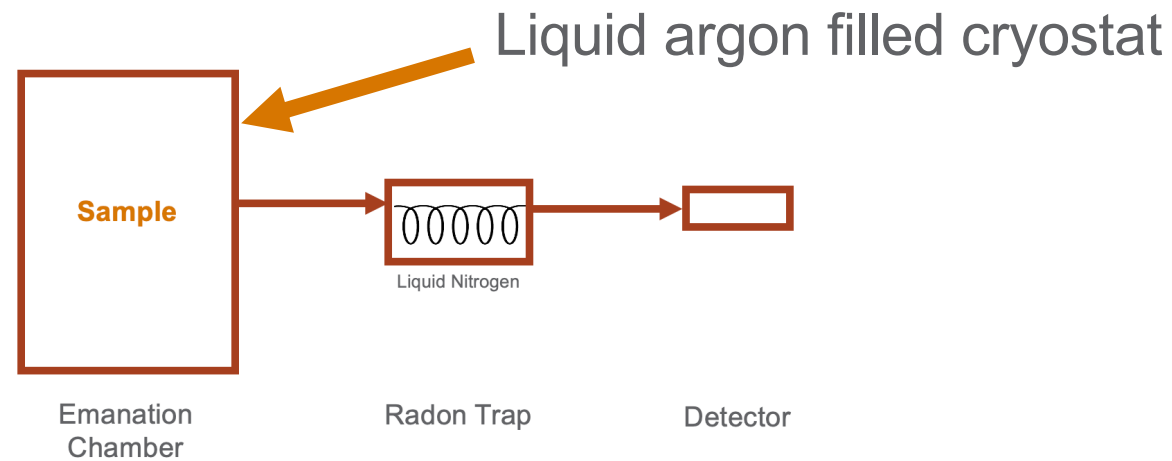 Liquid argon filled cryostat
Sample
Liquid Nitrogen
Emanation
Chamber
Radon Trap
Detector